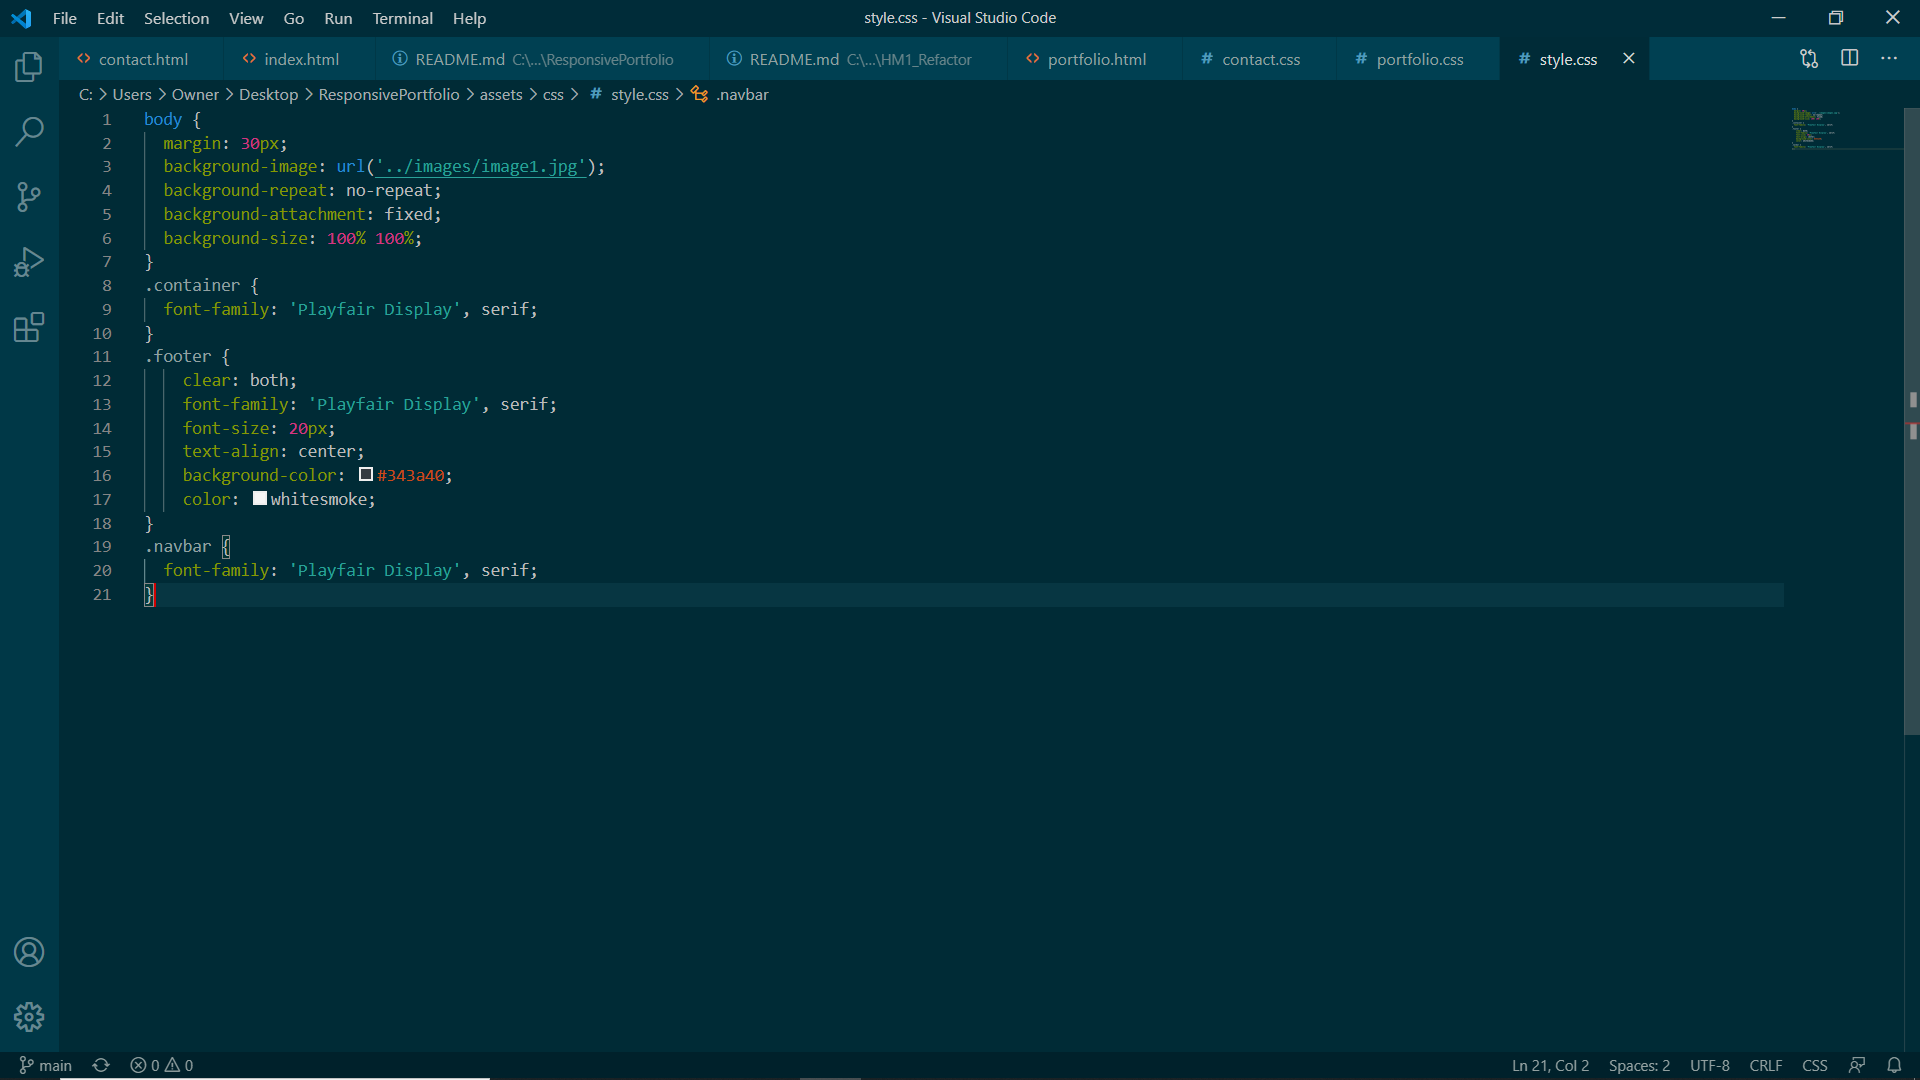 File Edit Selection View Go Run Terminal Help style.css - Visual Studio Code
contact.html index.html README.md C:\...\ResponsivePortfolio README.md C:\...\HM1_Refactor portfolio.html contact.css portfolio.css style.css
C: > Users > Owner > Desktop > ResponsivePortfolio > assets > css > # style.css > .navbar
1 body {
2 margin: 30px;
3 background-image: url('../images/image1.jpg');
4 background-repeat: no-repeat;
5 background-attachment: fixed;
6 background-size: 100% 100%;
7 }
8 .container {
9 font-family: 'Playfair Display', serif;
10 }
11 .footer {
12 clear: both;
13 font-family: 'Playfair Display', serif;
14 font-size: 20px;
15 text-align: center;
16 background-color: #343a40;
17 color: whitesmoke;
18 }
19 .navbar {
20 font-family: 'Playfair Display', serif;
21 }
main 0 0 Ln 21, Col 2 Spaces: 2 UTF-8 CRLF CSS